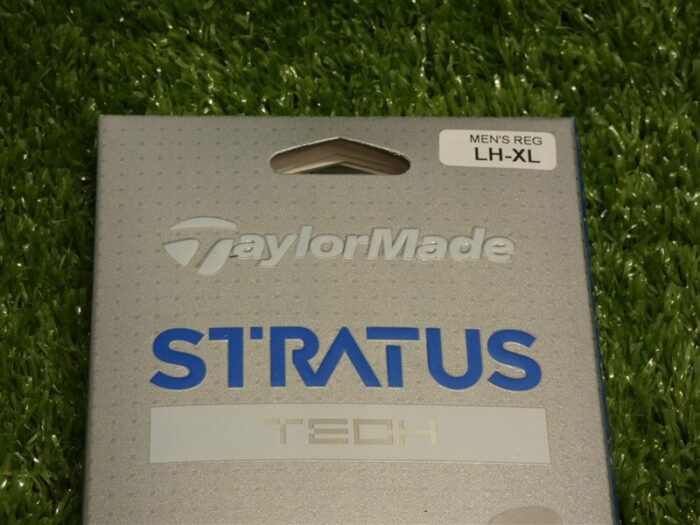 MEN'S REG
LH-XL
TaylorMade
STRATUS
TECH